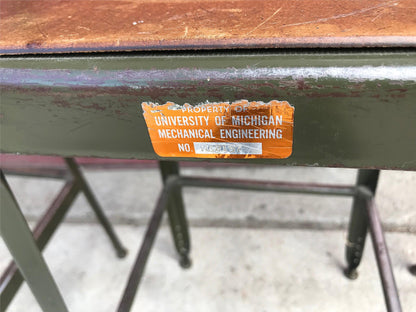 PROPERTY OF
UNIVERSITY OF MICHIGAN
MECHANICAL ENGINEERING
NO